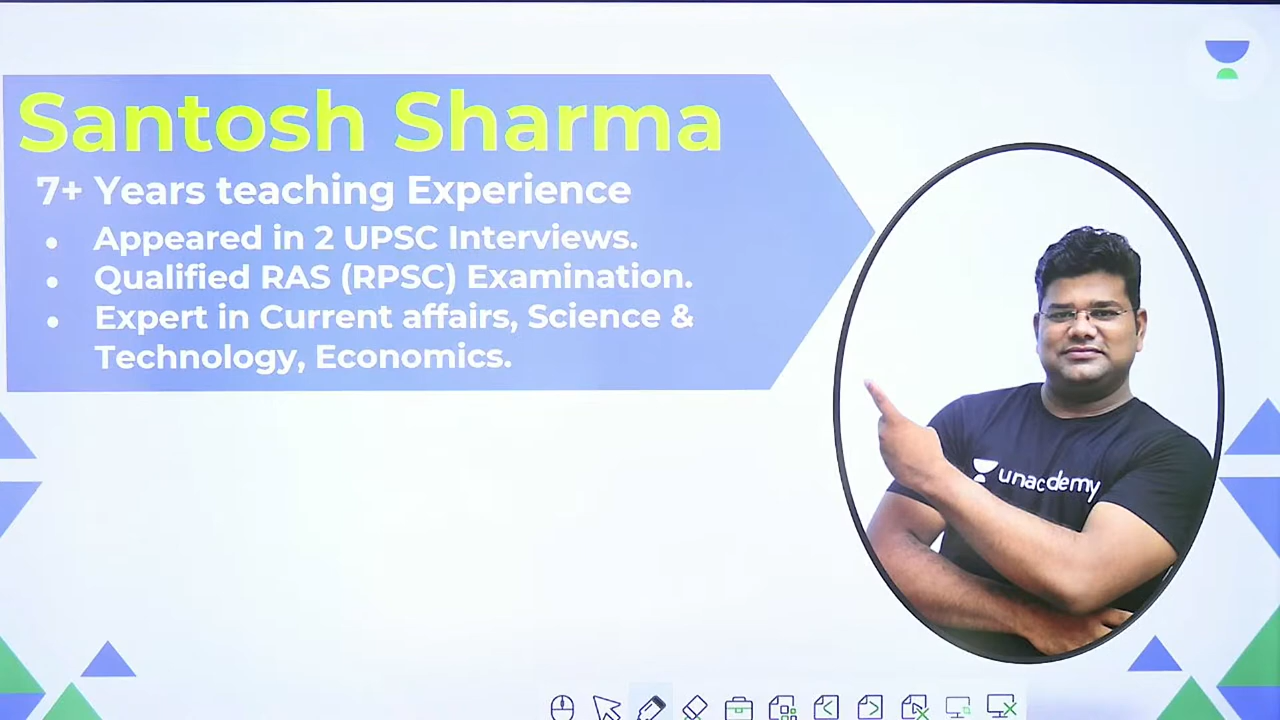 Santosh Sharma
7+ Years teaching Experience
• Appeared in 2 UPSC Interviews.
• Qualified RAS (RPSC) Examination.
• Expert in Current affairs, Science &
Technology, Economics.
unacdemy